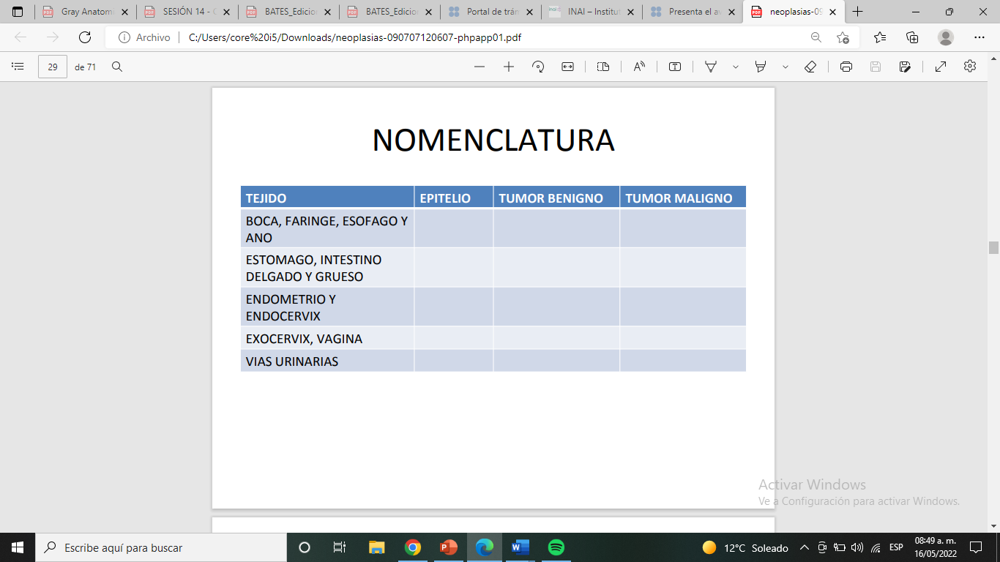 Gray Anatomi
SESIÓN 14 - C
BATES_Edicio
BATES_Edicio
Portal de trám
INAI – Institut
Presenta el av
neoplasias-09
Archivo
C:/Users/core%20i5/Downloads/neoplasias-090707120607-phpapp01.pdf
29 de 71
NOMENCLATURA
TEJIDO EPITELIO TUMOR BENIGNO TUMOR MALIGNO
BOCA, FARINGE, ESOFAGO Y
ANO
ESTOMAGO, INTESTINO
DELGADO Y GRUESO
ENDOMETRIO Y
ENDOCERVIX
EXOCERVIX, VAGINA
VIAS URINARIAS
Activar Windows
Ve a Configuración para activar Windows.
Escribe aquí para buscar
12°C Soleado
ESP
08:49 a. m.
16/05/2022